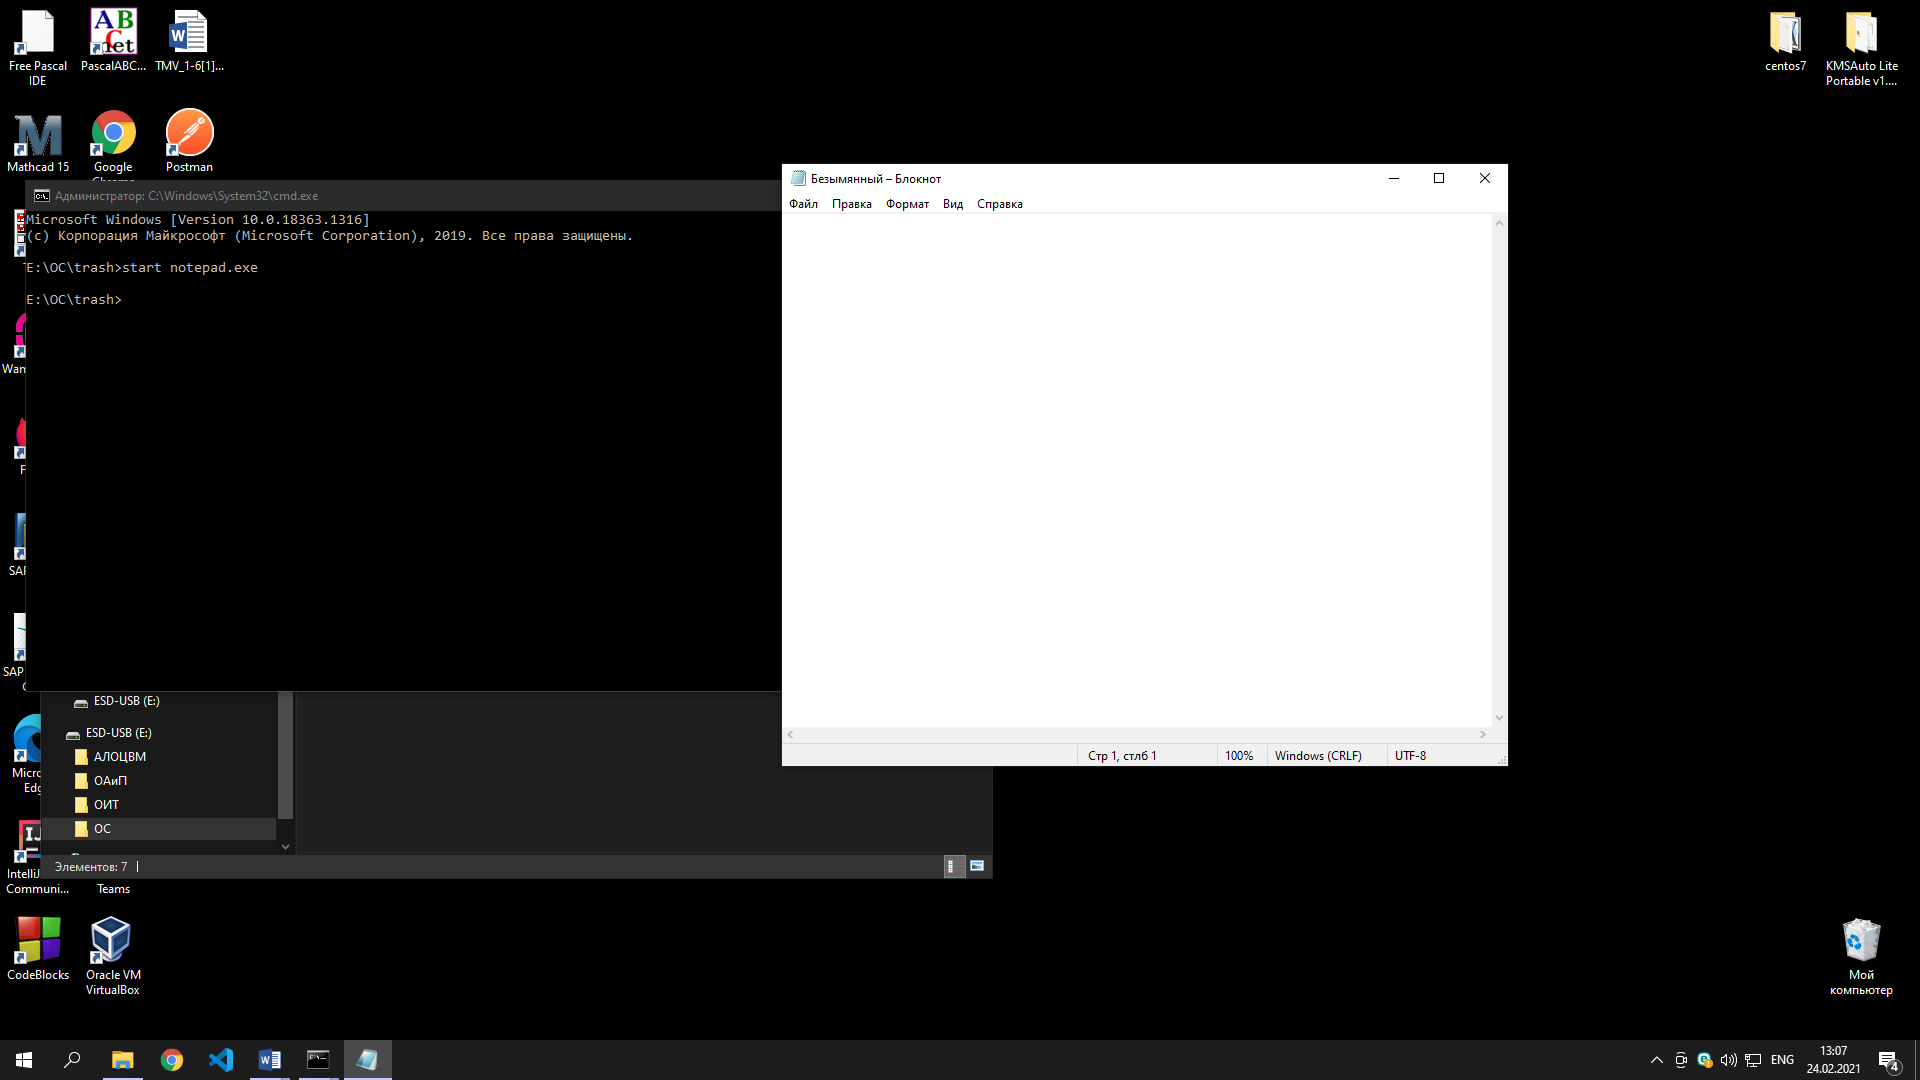 Free Pascal
IDE
PascalABC...
TMV_1-6[1]...
centos7
KMSAuto Lite
Portable v1....
Mathcad 15
Google
Postman
Администратор: C:\Windows\System32\cmd.exe
Microsoft Windows [Version 10.0.18363.1316]
(c) Корпорация Майкрософт (Microsoft Corporation), 2019. Все права защищены.
E:\OC\trash>start notepad.exe
E:\OC\trash>
Безымянный – Блокнот
Файл Правка Формат Вид Справка
Стр 1, стлб 1 100% Windows (CRLF) UTF-8
ESD-USB (E:)
ESD-USB (E:)
АЛОЦВМ
ОАиП
ОИТ
ОС
Элементов: 7
Wan
F
SAP
SAP
Micro
Edg
IntelliJ
Communi...
Teams
CodeBlocks
Oracle VM
VirtualBox
Мой
компьютер
ENG
13:07
24.02.2021
4